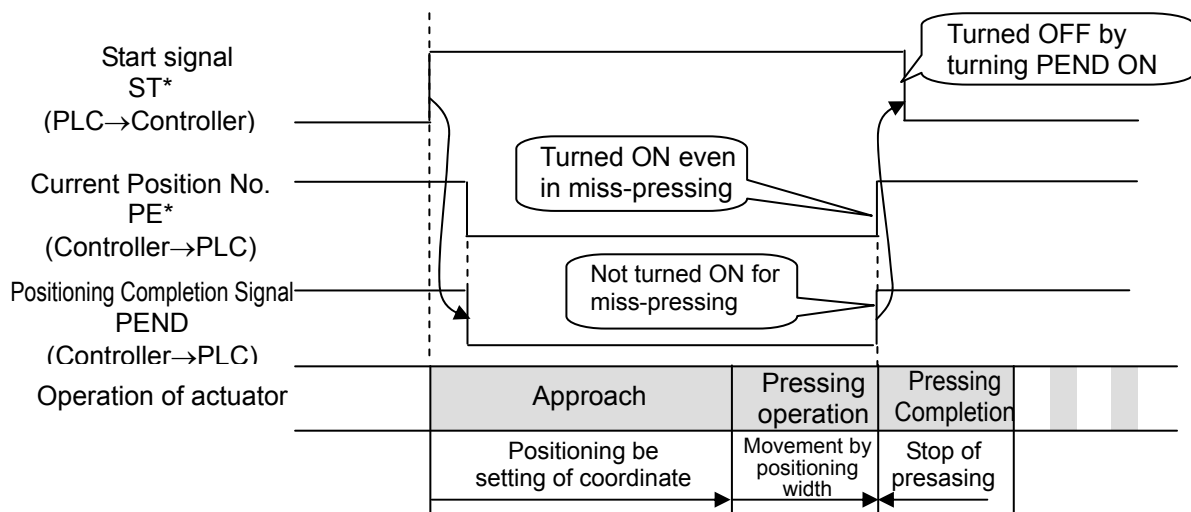 Start signal
ST*
(PLC→Controller)
Turned OFF by
turning PEND ON
Current Position No.
PE*
(Controller→PLC)
Turned ON even
in miss-pressing
Positioning Completion Signal
PEND
(Controller→PLC)
Not turned ON for
miss-pressing
Operation of actuator
Approach
Pressing
operation
Pressing
Completion
Positioning be
setting of coordinate
Movement by
positioning
width
Stop of
presasing